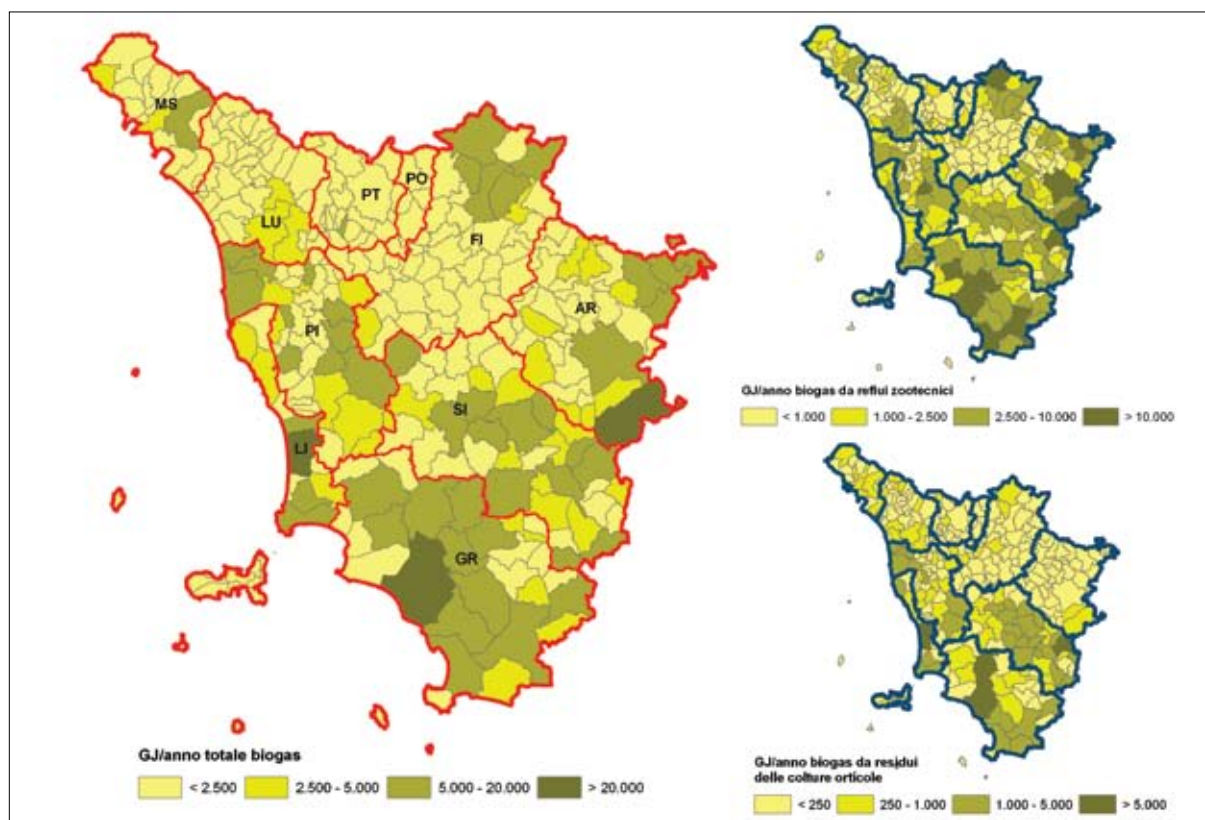 MS
LU
PT
PO
FI
PI
AR
LI
SI
GR
GJ/anno totale biogas
< 2.500
2.500 - 5.000
5.000 - 20.000
> 20.000
GJ/anno biogas da reflui zootecnici
< 1.000
1.000 - 2.500
2.500 - 10.000
> 10.000
GJ/anno biogas da residui
delle colture orticole
< 250
250 - 1.000
1.000 - 5.000
> 5.000